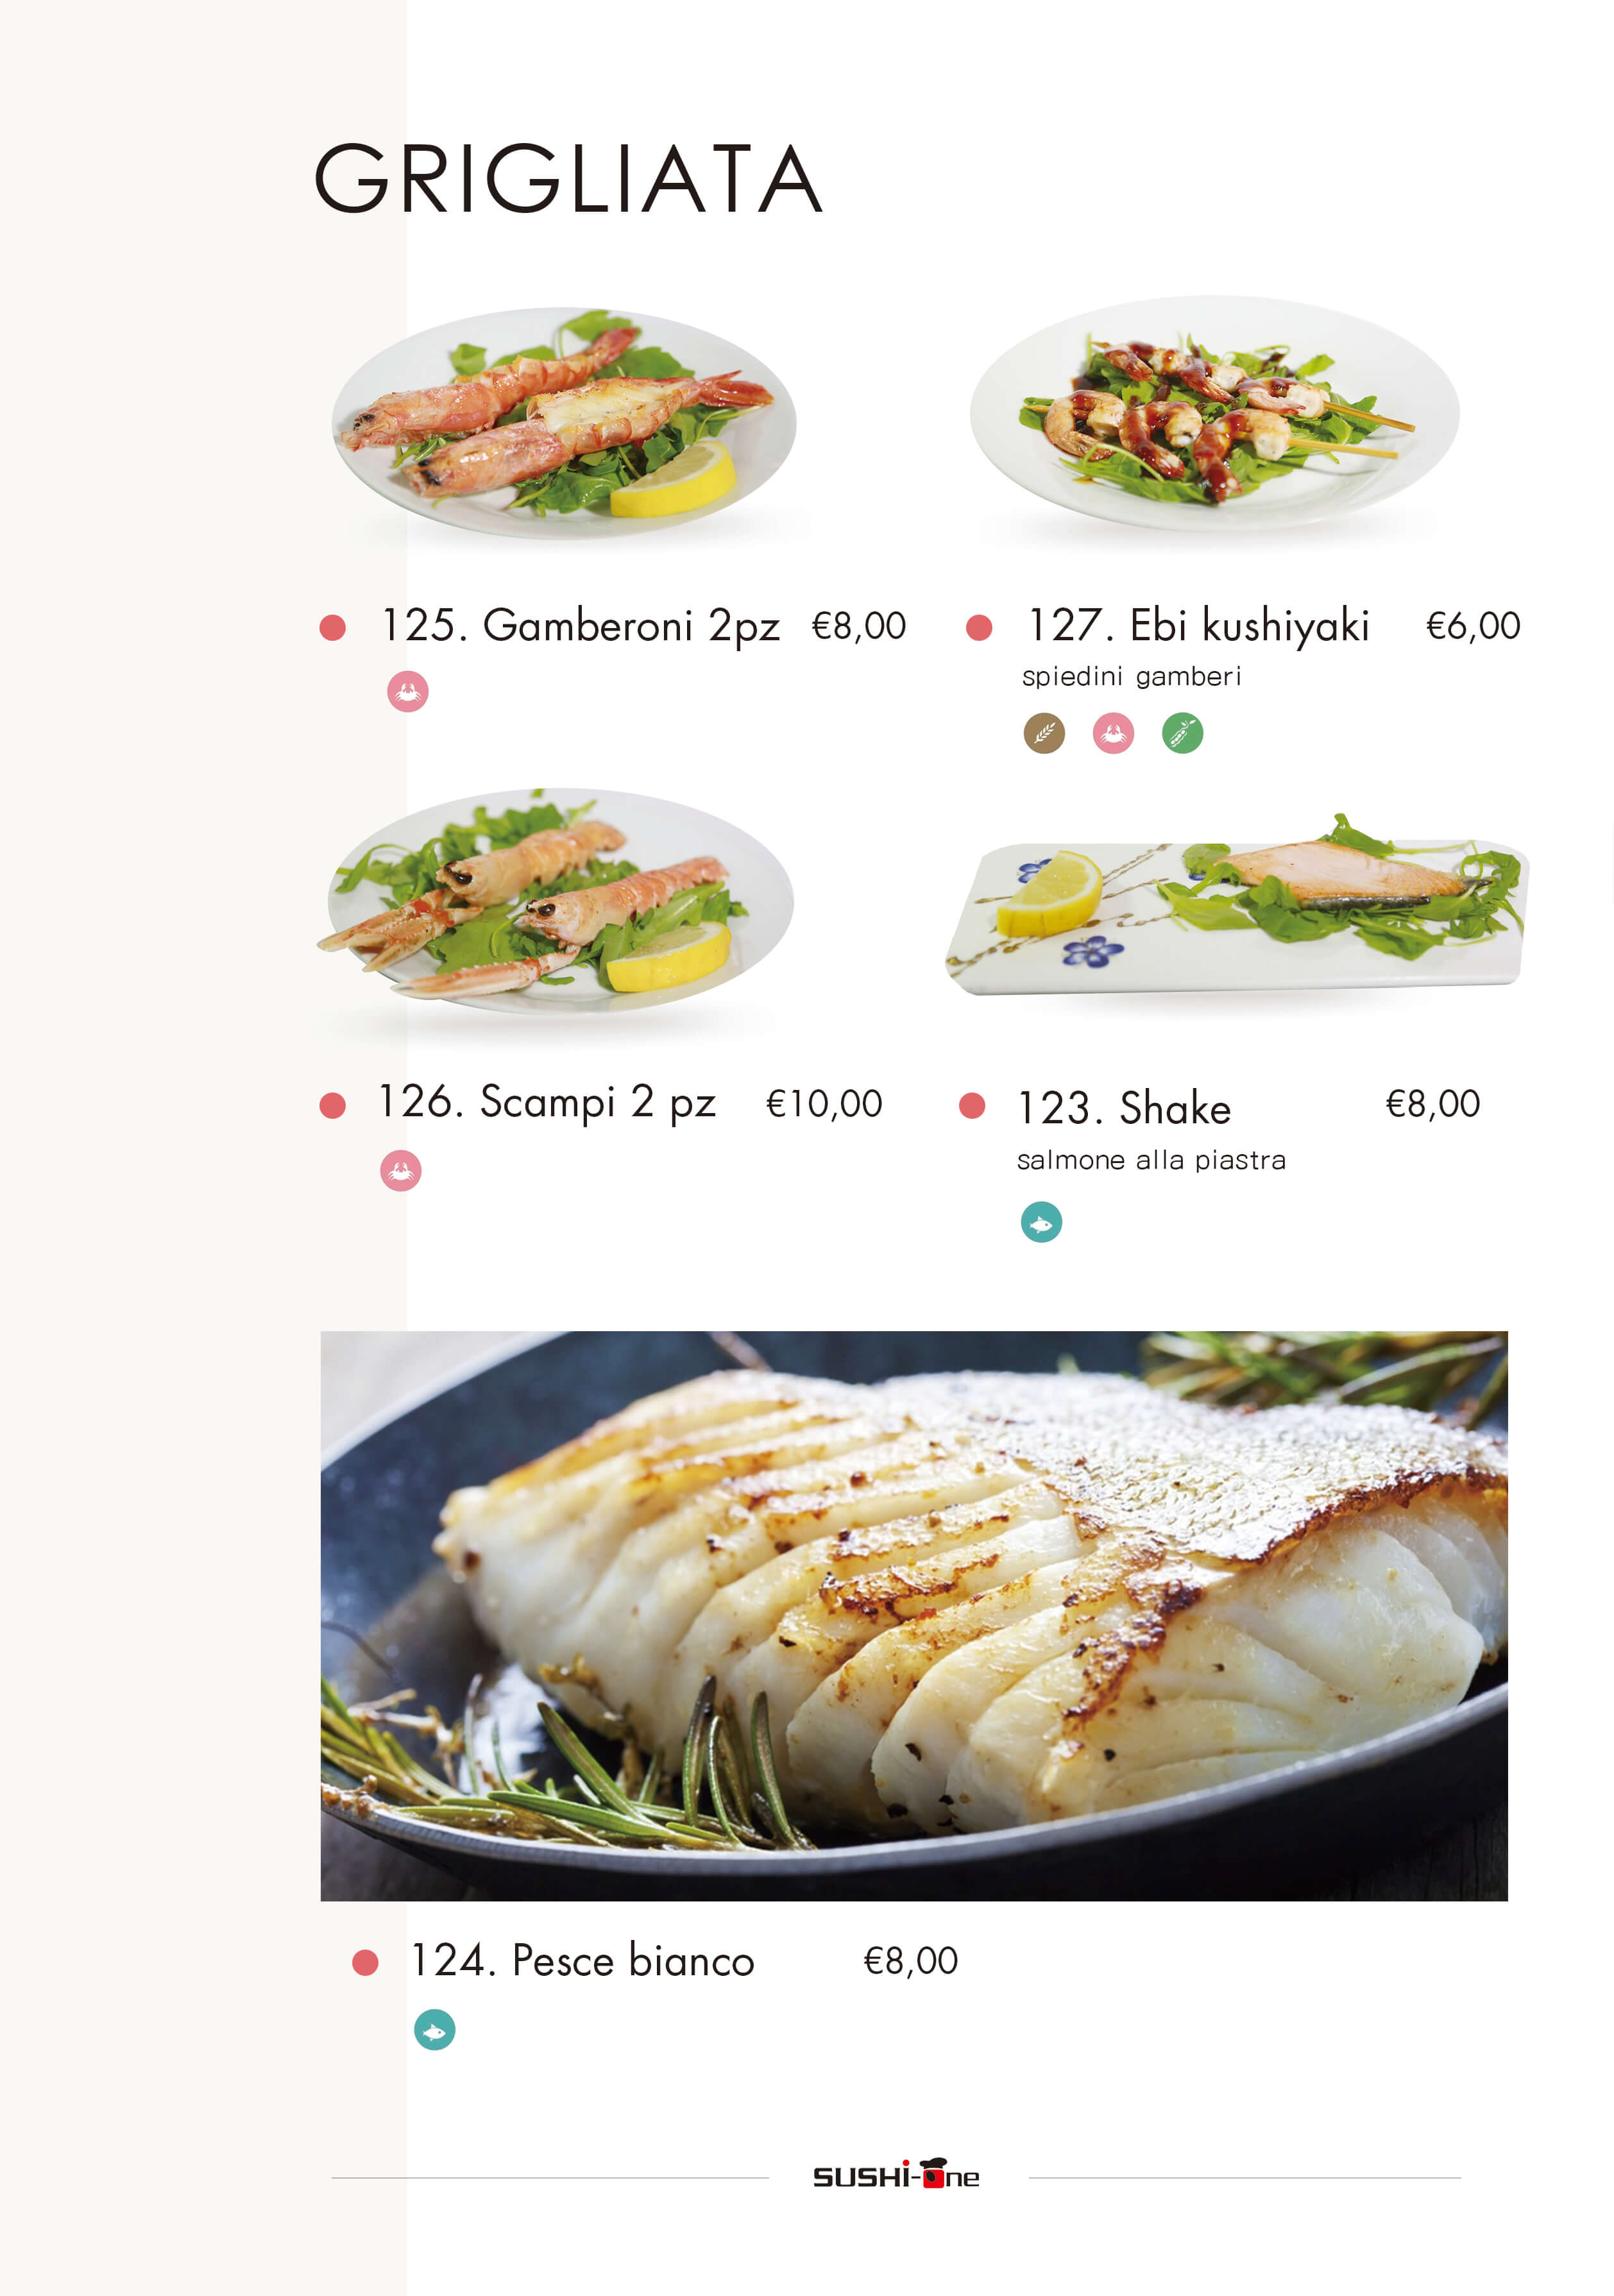 GRIGLIATA
125. Gamberoni 2pz €8,00
127. Ebi kushiyaki €6,00
spiedini gamberi
126. Scampi 2 pz €10,00
123. Shake €8,00
salmone alla piastra
124. Pesce bianco €8,00
SUSHi-One